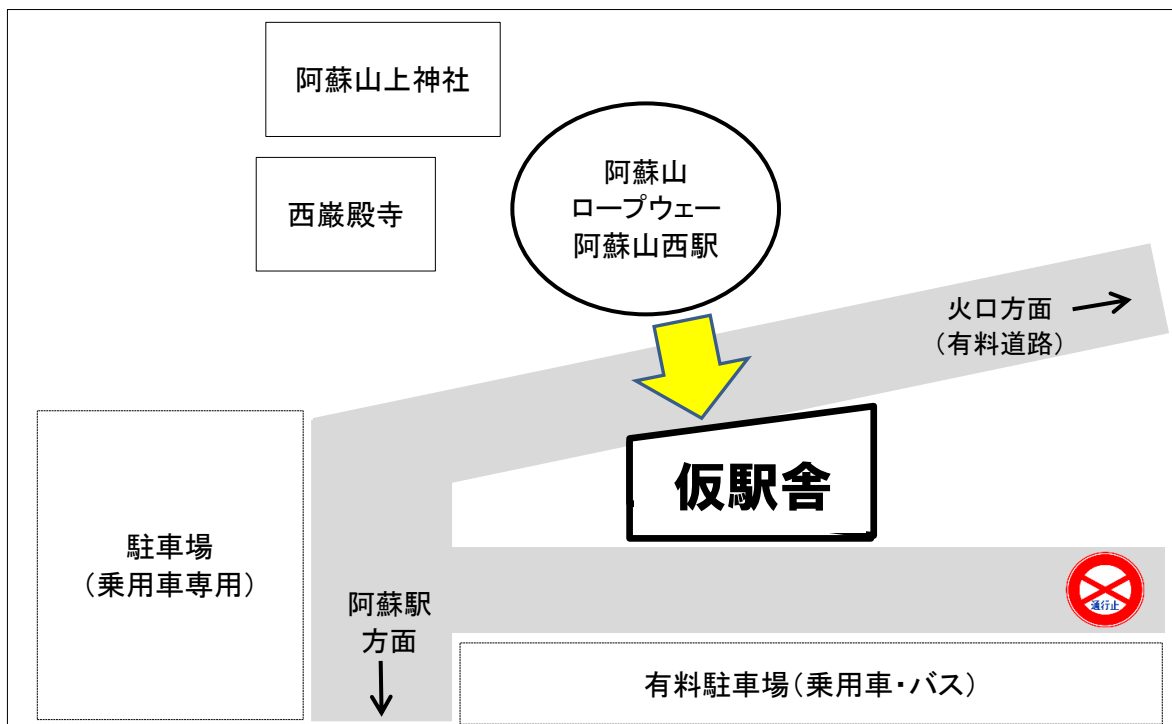 阿蘇山上神社
阿蘇山
ロープウェー
阿蘇山西駅
西巌殿寺
火口方面
(有料道路)
仮駅舎
駐車場
(乗用車専用)
阿蘇駅
方面
通行止
有料駐車場(乗用車・バス)